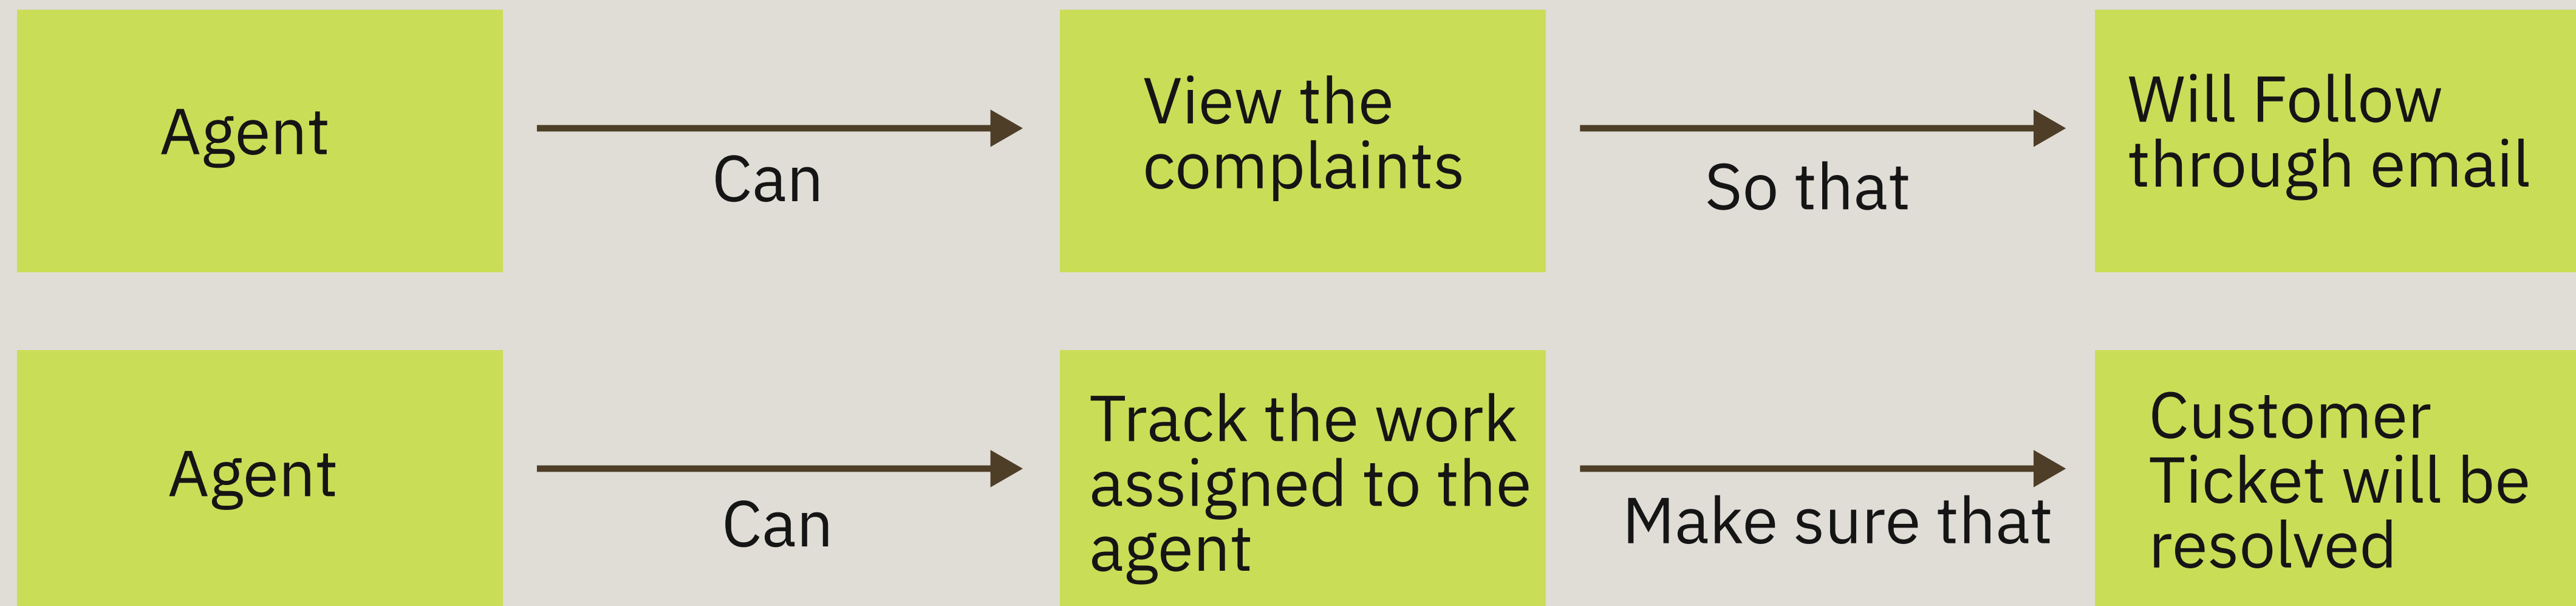 Agent
Can
View the
complaints
So that
Will Follow
through email
Agent
Can
Track the work
assigned to the
agent
Make sure that
Customer
Ticket will be
resolved